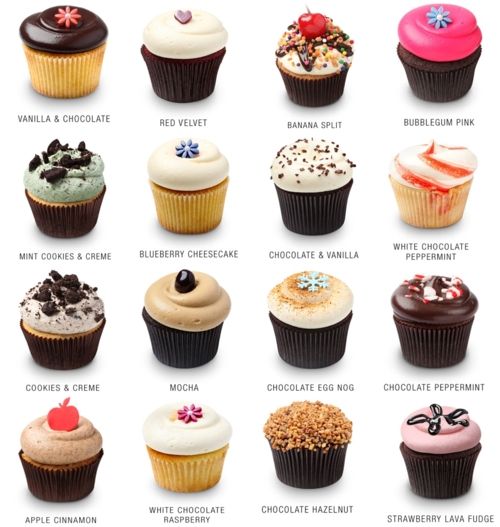 VANILLA & CHOCOLATE
RED VELVET
BANANA SPLIT
BUBBLEGUM PINK
MINT COOKIES & CREME
BLUEBERRY CHEESECAKE
CHOCOLATE & VANILLA
WHITE CHOCOLATE
PEPPERMINT
COOKIES & CREME
MOCHA
CHOCOLATE EGG NOG
CHOCOLATE PEPPERMINT
APPLE CINNAMON
WHITE CHOCOLATE
RASPBERRY
CHOCOLATE HAZELNUT
STRAWBERRY LAVA FUDGE